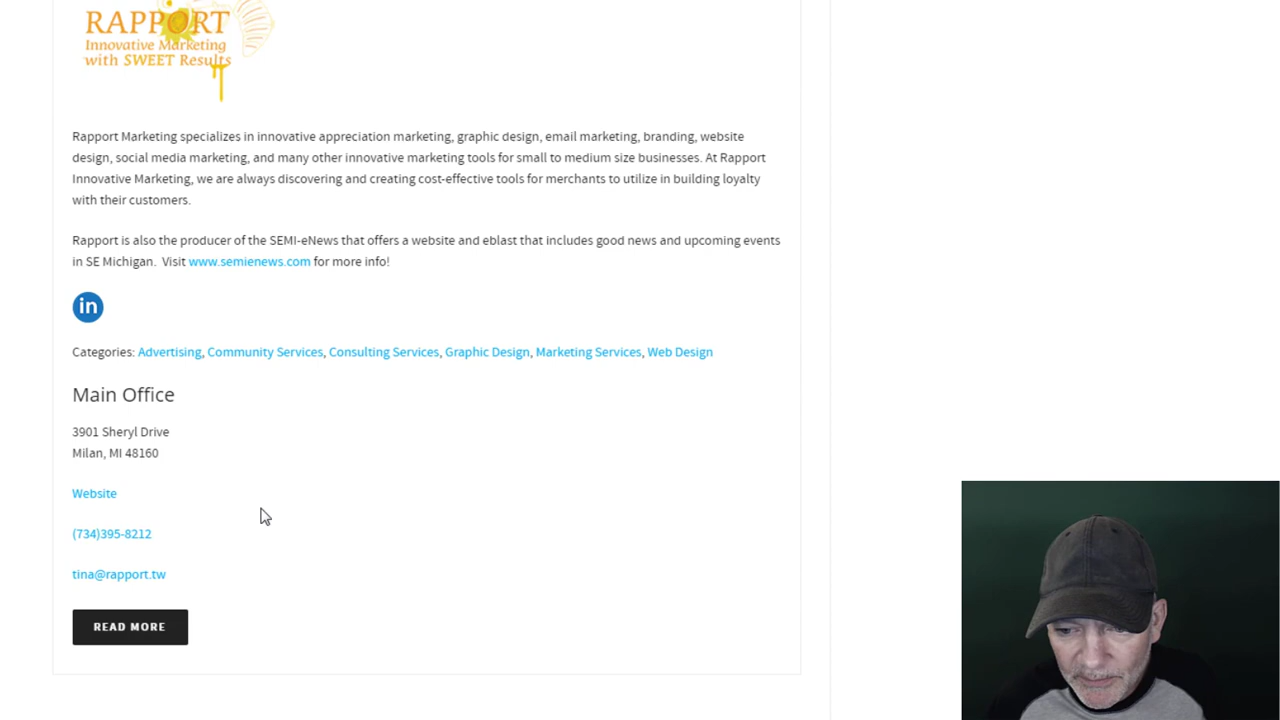 RAPPORT
Innovative Marketing
with SWEET Results
Rapport Marketing specializes in innovative appreciation marketing, graphic design, email marketing, branding, website
design, social media marketing, and many other innovative marketing tools for small to medium size businesses. At Rapport
Innovative Marketing, we are always discovering and creating cost-effective tools for merchants to utilize in building loyalty
with their customers.
Rapport is also the producer of the SEMI-eNews that offers a website and eblast that includes good news and upcoming events
in SE Michigan. Visit www.semienews.com for more info!
in
Categories: Advertising, Community Services, Consulting Services, Graphic Design, Marketing Services, Web Design
Main Office
3901 Sheryl Drive
Milan, MI 48160
Website
(734)395-8212
tina@rapport.tw
READ MORE